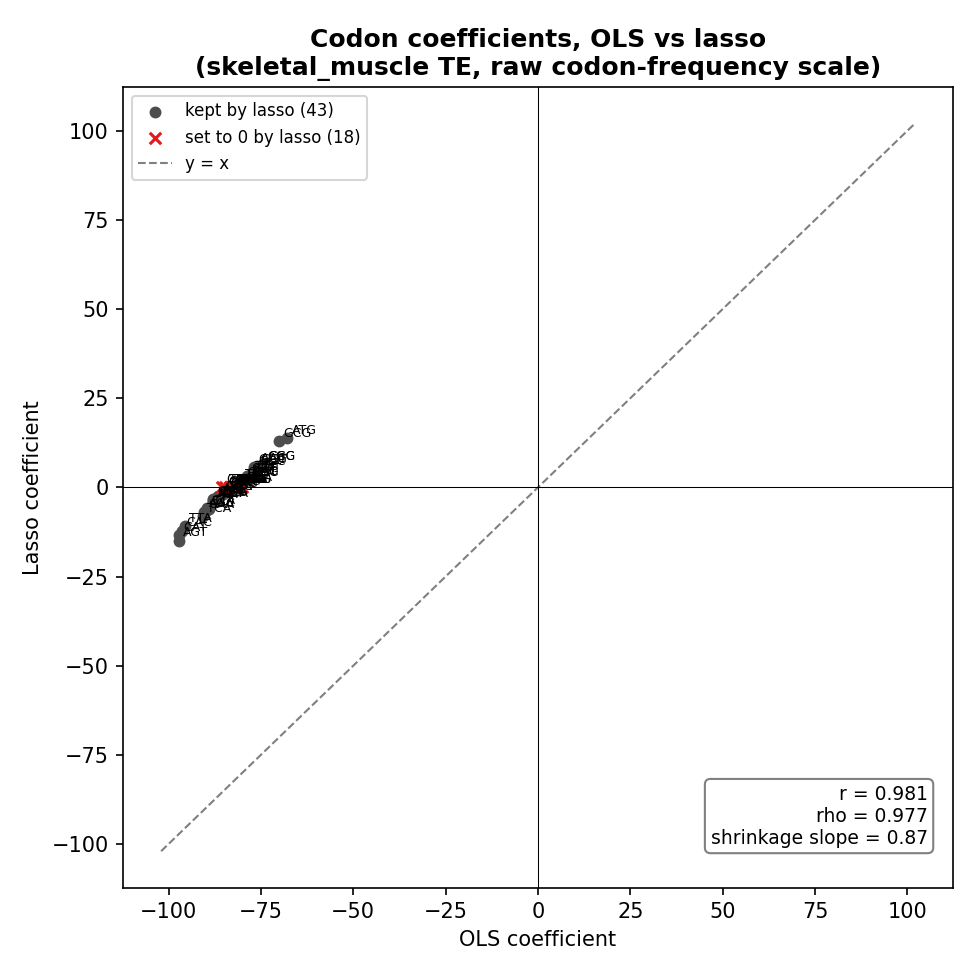 Codon coefficients, OLS vs lasso
(skeletal_muscle TE, raw codon-frequency scale)
kept by lasso (43)
set to 0 by lasso (18)
y = x
100
75
50
25
0
−25
−50
−75
−100
Lasso coefficient
ATG
GCG
TTA
CAC
CAT
AGT
r = 0.981
rho = 0.977
shrinkage slope = 0.87
−100
−75
−50
−25
0
25
50
75
100
OLS coefficient